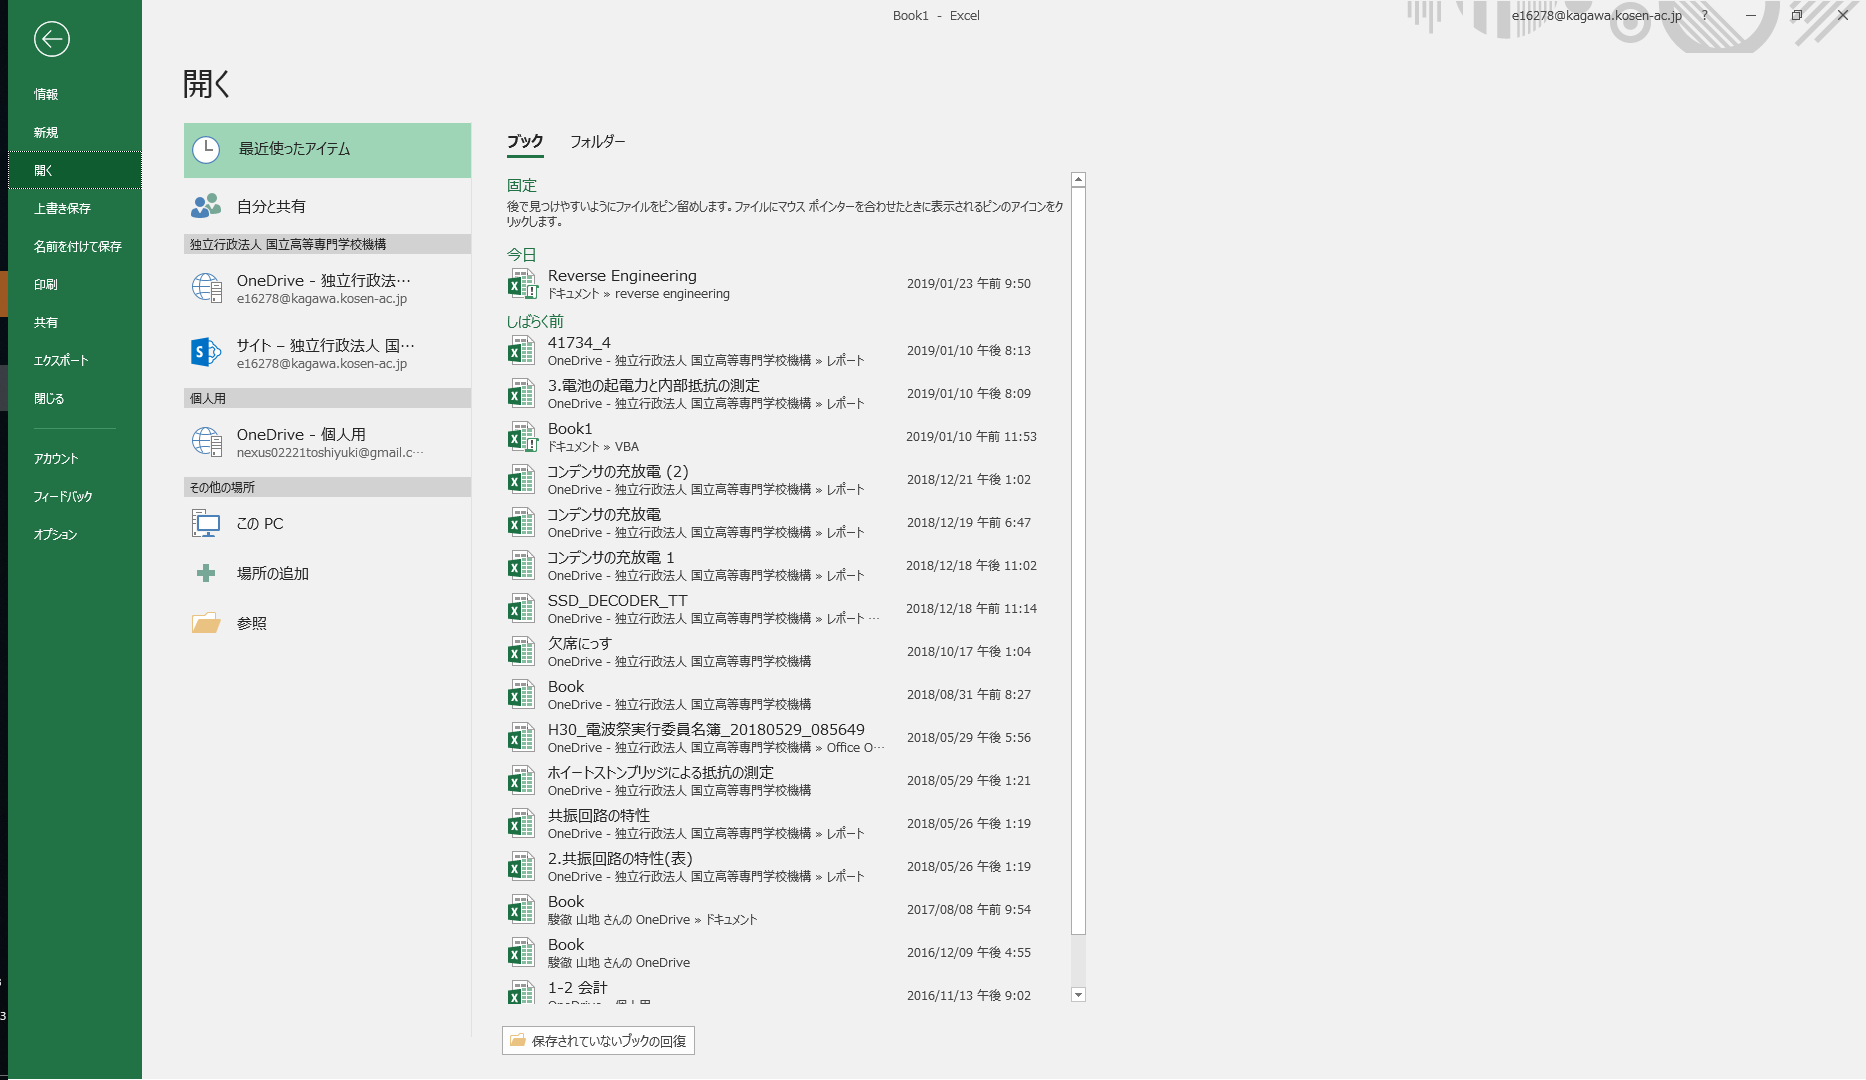 Book1 - Excel
e16278@kagawa.kosen-ac.jp
?
情報
新規
開く
上書き保存
名前を付けて保存
印刷
共有
エクスポート
閉じる
アカウント
フィードバック
オプション
開く
最近使ったアイテム
自分と共有
独立行政法人 国立高等専門学校機構
OneDrive - 独立行政法…
e16278@kagawa.kosen-ac.jp
サイト – 独立行政法人 国…
e16278@kagawa.kosen-ac.jp
個人用
OneDrive - 個人用
nexus02221toshiyuki@gmail.c…
その他の場所
この PC
場所の追加
参照
ブック フォルダー
固定
後で見つけやすいようにファイルをピン留めします。ファイルにマウス ポインターを合わせたときに表示されるピンのアイコンをク
リックします。
今日
Reverse Engineering
ドキュメント » reverse engineering
2019/01/23 午前 9:50
しばらく前
41734_4
OneDrive - 独立行政法人 国立高等専門学校機構 » レポート
2019/01/10 午後 8:13
3.電池の起電力と内部抵抗の測定
OneDrive - 独立行政法人 国立高等専門学校機構 » レポート
2019/01/10 午後 8:09
Book1
ドキュメント » VBA
2019/01/10 午前 11:53
コンデンサの充放電 (2)
OneDrive - 独立行政法人 国立高等専門学校機構 » レポート
2018/12/21 午後 1:02
コンデンサの充放電
OneDrive - 独立行政法人 国立高等専門学校機構 » レポート
2018/12/19 午前 6:47
コンデンサの充放電 1
OneDrive - 独立行政法人 国立高等専門学校機構 » レポート
2018/12/18 午後 11:02
SSD_DECODER_TT
OneDrive - 独立行政法人 国立高等専門学校機構 » レポート …
2018/12/18 午前 11:14
欠席にっす
OneDrive - 独立行政法人 国立高等専門学校機構
2018/10/17 午後 1:04
Book
OneDrive - 独立行政法人 国立高等専門学校機構
2018/08/31 午前 8:27
H30_電波祭実行委員名簿_20180529_085649
OneDrive - 独立行政法人 国立高等専門学校機構 » Office O…
2018/05/29 午後 5:56
ホイートストンブリッジによる抵抗の測定
OneDrive - 独立行政法人 国立高等専門学校機構
2018/05/29 午後 1:21
共振回路の特性
OneDrive - 独立行政法人 国立高等専門学校機構 » レポート
2018/05/26 午後 1:19
2.共振回路の特性(表)
OneDrive - 独立行政法人 国立高等専門学校機構 » レポート
2018/05/26 午後 1:19
Book
駿徹 山地 さんの OneDrive » ドキュメント
2017/08/08 午前 9:54
Book
駿徹 山地 さんの OneDrive
2016/12/09 午後 4:55
1-2 会計
OneDrive - 個人用
2016/11/13 午後 9:02
保存されていないブックの回復